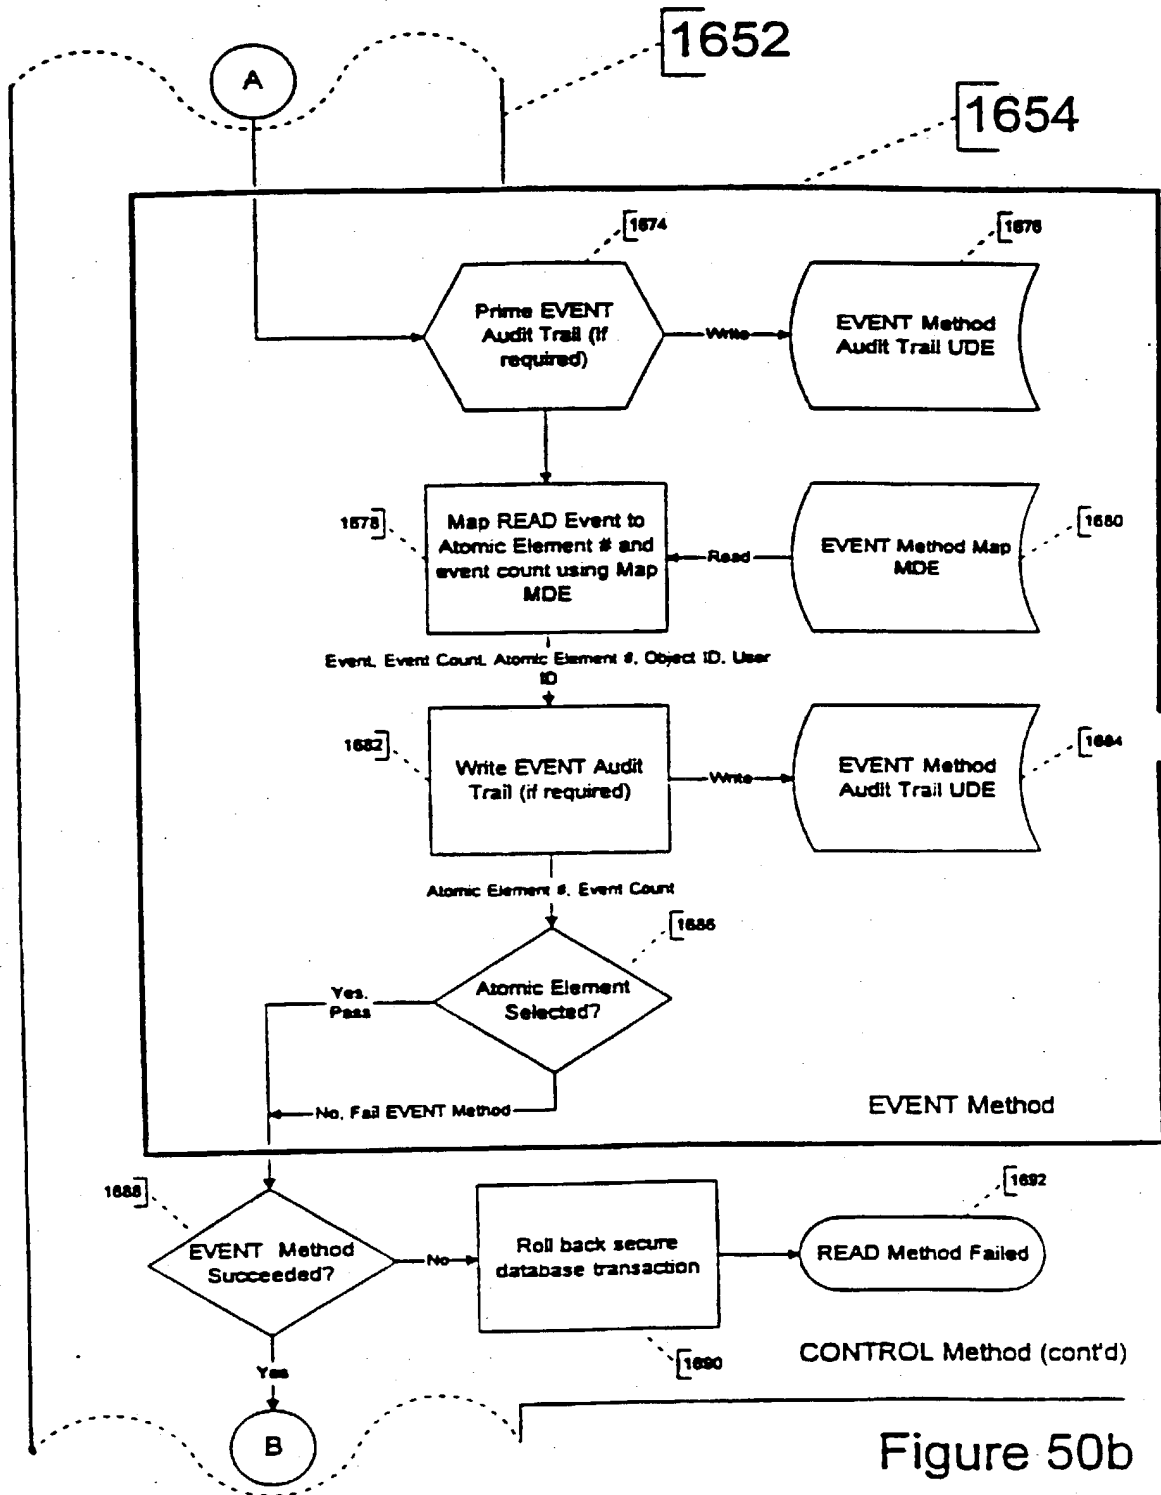 1652
A
1654
1674
1676
Prime EVENT
Audit Trail (if
required)
Write
EVENT Method
Audit Trail UDE
1678
Map READ Event to
Atomic Element # and
event count using Map
MDE
Read
EVENT Method Map
MDE
1680
Event, Event Count, Atomic Element #, Object ID, User
ID
1682
Write EVENT Audit
Trail (if required)
Write
EVENT Method
Audit Trail UDE
1684
Atomic Element #, Event Count
1686
Atomic Element
Selected?
Yes,
Pass
No, Fail EVENT Method
EVENT Method
1688
EVENT Method
Succeeded?
No
Roll back secure
database transaction
1690
READ Method Failed
1692
CONTROL Method (cont'd)
Yes
B
Figure 50b